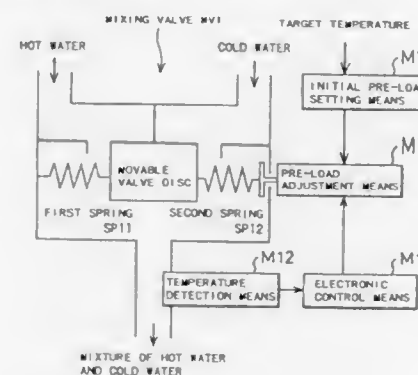 MIXING VALVE MV1
TARGET TEMPERATURE
HOT WATER
COLD WATER
INITIAL PRE-LOA
SETTING MEANS
MOVABLE
VALVE DISC
PRE-LOAD
ADJUSTMENT MEANS
FIRST SPRING
SP11
SECOND SPRING
SP12
M12
TEMPERATURE
DETECTION MEANS
ELECTRONIC
CONTROL MEANS
MIXTURE OF HOT WATER
AND COLD WATER